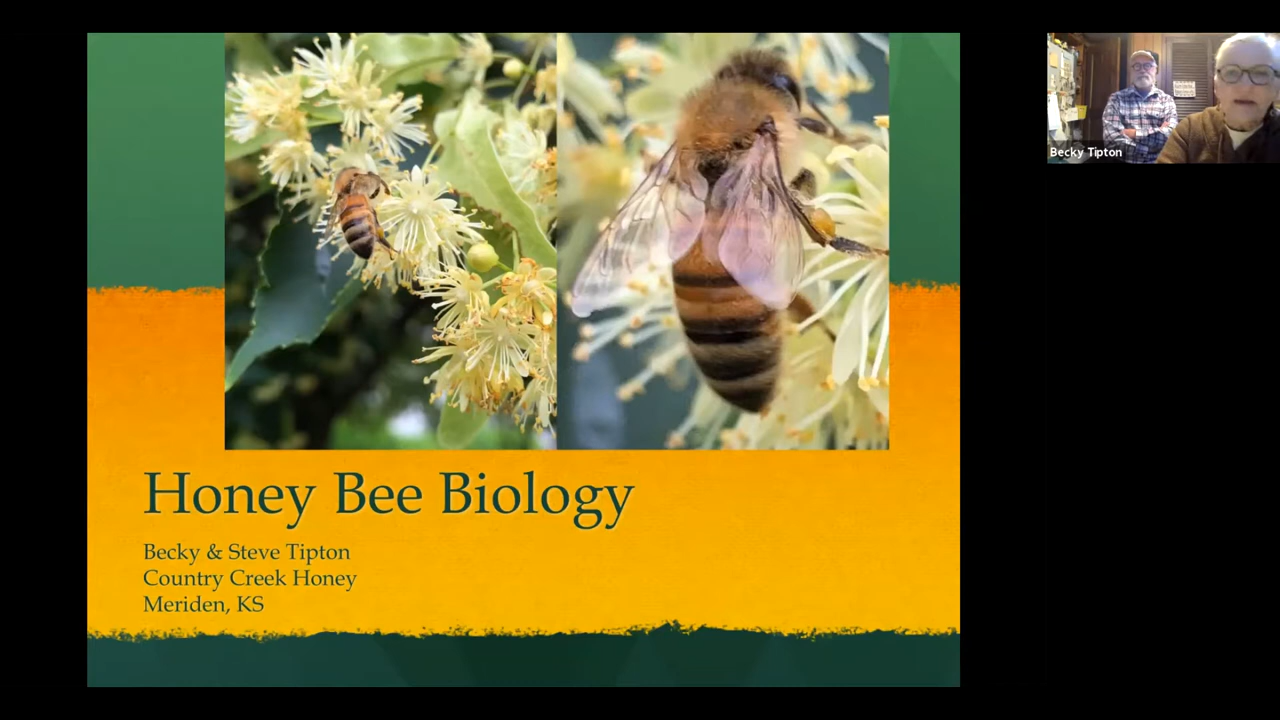 Honey Bee Biology
Becky & Steve Tipton
Country Creek Honey
Meriden, KS
Becky Tipton